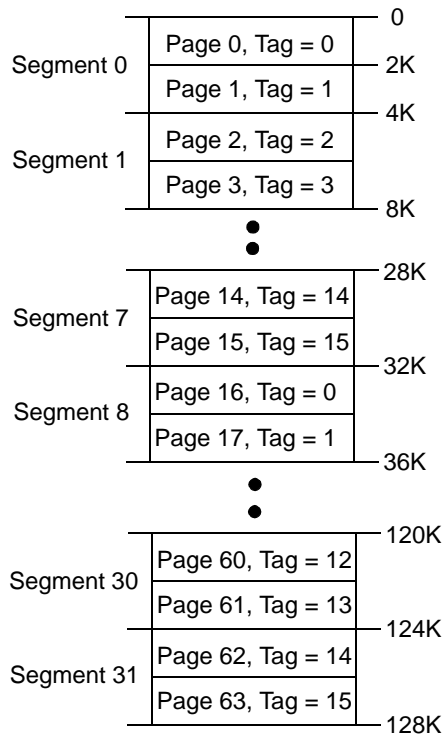 0
Page 0, Tag = 0
Segment 0
2K
Page 1, Tag = 1
4K
Page 2, Tag = 2
Segment 1
Page 3, Tag = 3
8K
28K
Page 14, Tag = 14
Segment 7
Page 15, Tag = 15
32K
Page 16, Tag = 0
Segment 8
Page 17, Tag = 1
36K
120K
Page 60, Tag = 12
Segment 30
Page 61, Tag = 13
124K
Page 62, Tag = 14
Segment 31
Page 63, Tag = 15
128K